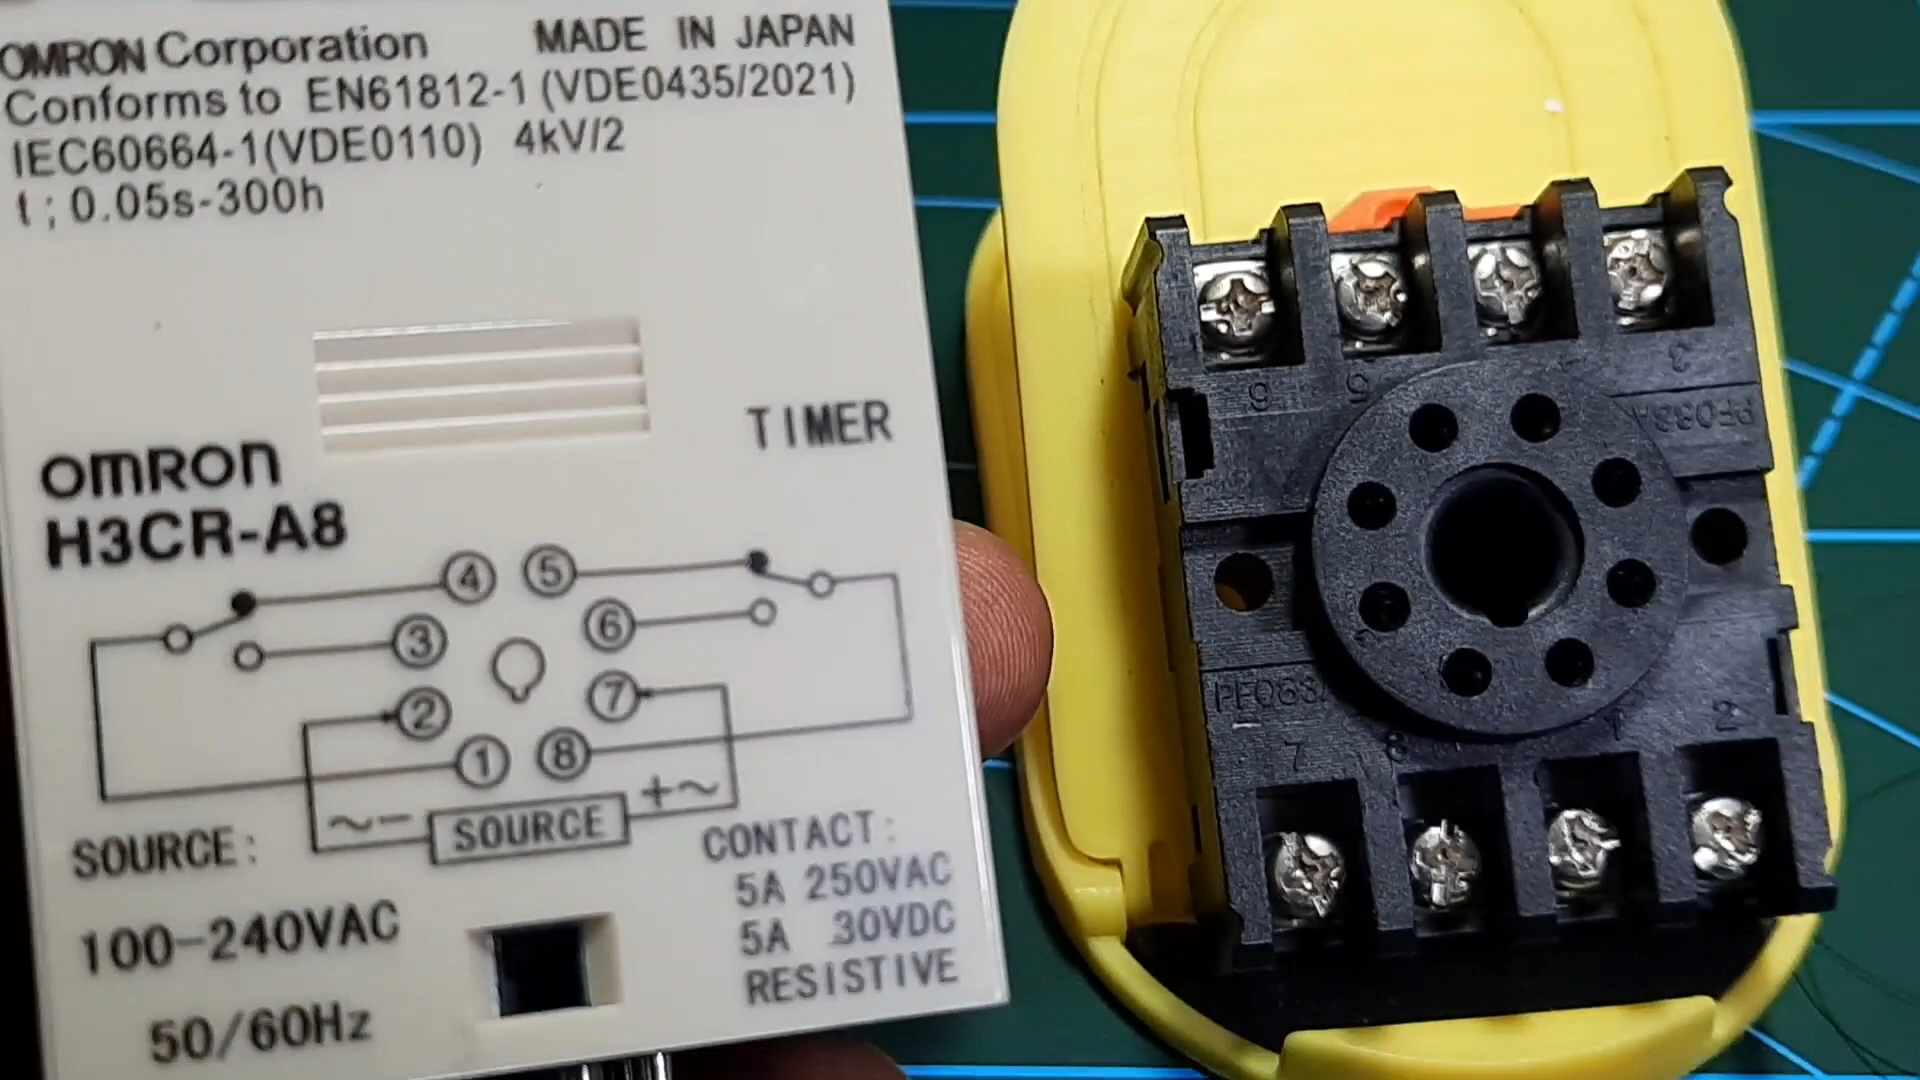 OMRON Corporation MADE IN JAPAN
Conforms to EN61812-1 (VDE0435/2021)
IEC60664-1(VDE0110) 4kV/2
t ; 0.05s-300h
TIMER
OMRON
H3CR-A8
4 5
3 6
2 7
1 8
~− SOURCE +~
SOURCE:
100-240VAC
50/60Hz
CONTACT:
5A 250VAC
5A 30VDC
RESISTIVE
6 5 4 3
PF083A
PF083A
7 8 1 2